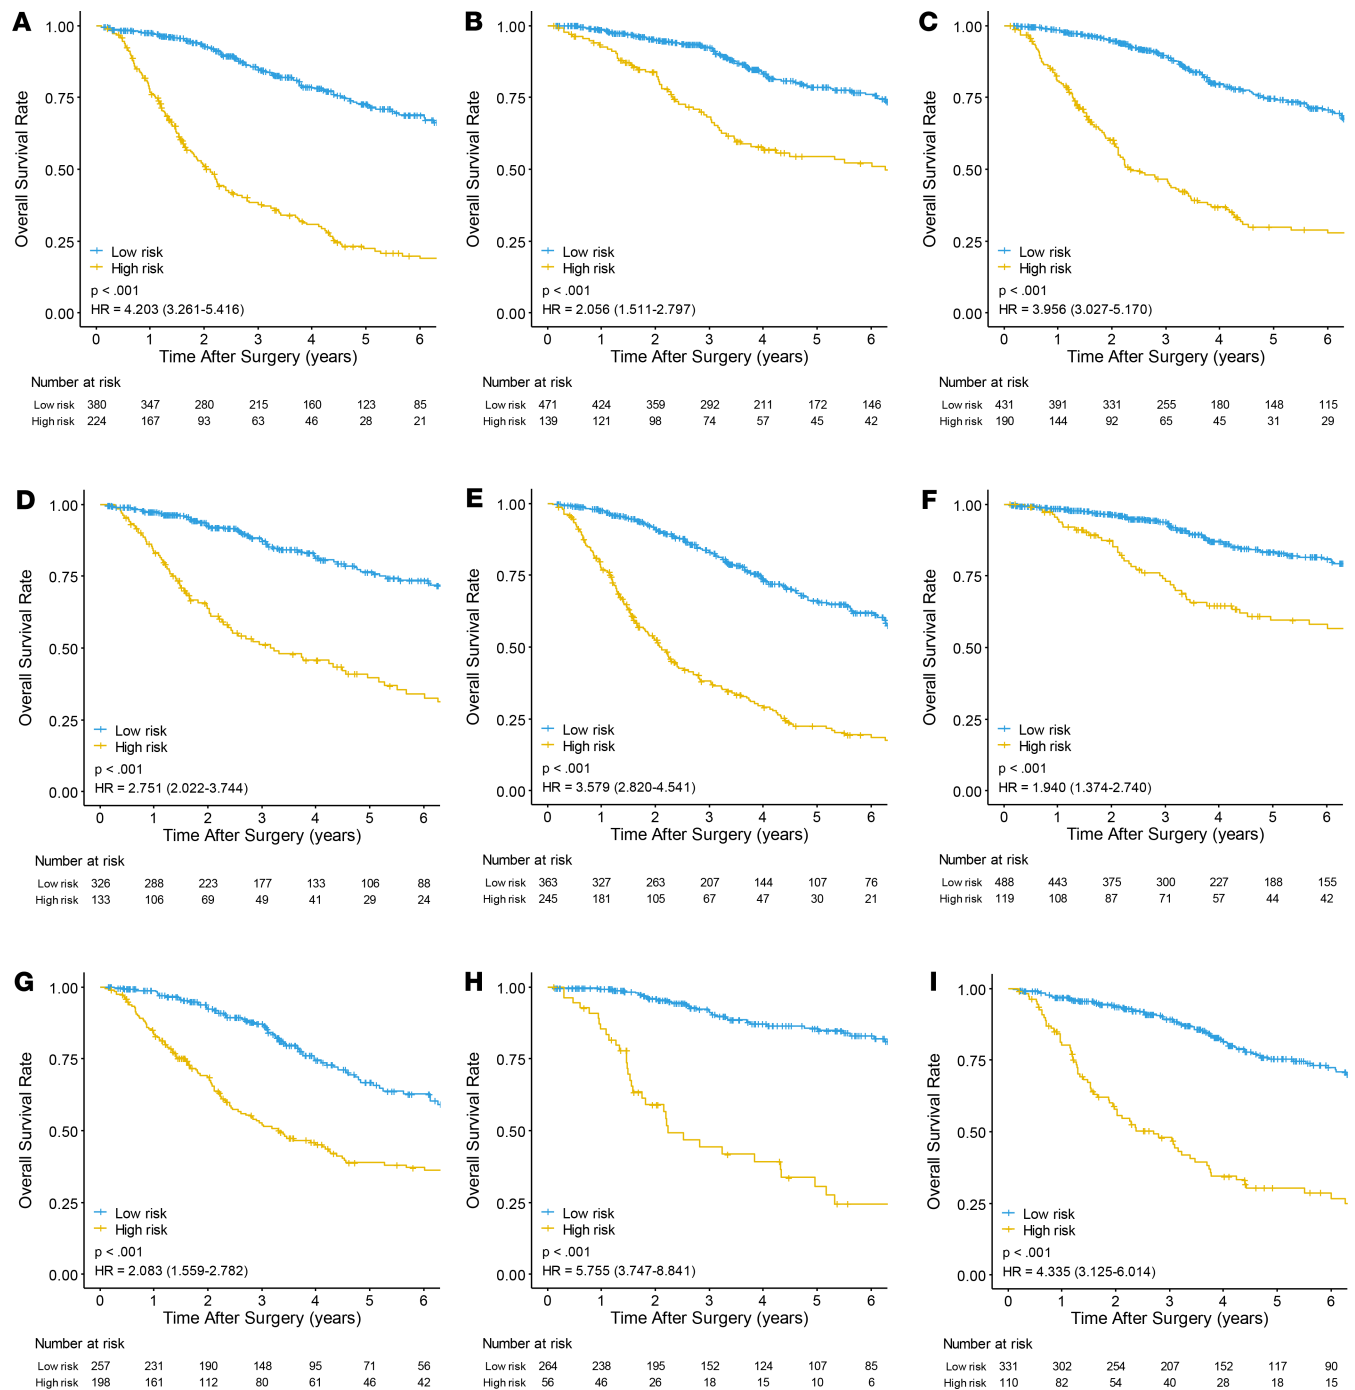 A
Overall Survival Rate
1.00
0.75
0.50
0.25
0.00
Low risk
High risk
p < .001
HR = 4.203 (3.261-5.416)
0 1 2 3 4 5 6
Time After Surgery (years)
Number at risk
Low risk 380 347 280 215 160 123 85
High risk 224 167 93 63 46 28 21
B
Overall Survival Rate
1.00
0.75
0.50
0.25
0.00
Low risk
High risk
p < .001
HR = 2.056 (1.511-2.797)
0 1 2 3 4 5 6
Time After Surgery (years)
Number at risk
Low risk 471 424 359 292 211 172 146
High risk 139 121 98 74 57 45 42
C
Overall Survival Rate
1.00
0.75
0.50
0.25
0.00
Low risk
High risk
p < .001
HR = 3.956 (3.027-5.170)
0 1 2 3 4 5 6
Time After Surgery (years)
Number at risk
Low risk 431 391 331 255 180 148 115
High risk 190 144 92 65 45 31 29
D
Overall Survival Rate
1.00
0.75
0.50
0.25
0.00
Low risk
High risk
p < .001
HR = 2.751 (2.022-3.744)
0 1 2 3 4 5 6
Time After Surgery (years)
Number at risk
Low risk 326 288 223 177 133 106 88
High risk 133 106 69 49 41 29 24
E
Overall Survival Rate
1.00
0.75
0.50
0.25
0.00
Low risk
High risk
p < .001
HR = 3.579 (2.820-4.541)
0 1 2 3 4 5 6
Time After Surgery (years)
Number at risk
Low risk 363 327 263 207 144 107 76
High risk 245 181 105 67 47 30 21
F
Overall Survival Rate
1.00
0.75
0.50
0.25
0.00
Low risk
High risk
p < .001
HR = 1.940 (1.374-2.740)
0 1 2 3 4 5 6
Time After Surgery (years)
Number at risk
Low risk 488 443 375 300 227 188 155
High risk 119 108 87 71 57 44 42
G
Overall Survival Rate
1.00
0.75
0.50
0.25
0.00
Low risk
High risk
p < .001
HR = 2.083 (1.559-2.782)
0 1 2 3 4 5 6
Time After Surgery (years)
Number at risk
Low risk 257 231 190 148 95 71 56
High risk 198 161 112 80 61 46 42
H
Overall Survival Rate
1.00
0.75
0.50
0.25
0.00
Low risk
High risk
p < .001
HR = 5.755 (3.747-8.841)
0 1 2 3 4 5 6
Time After Surgery (years)
Number at risk
Low risk 264 238 195 152 124 107 85
High risk 56 46 26 18 15 10 6
I
Overall Survival Rate
1.00
0.75
0.50
0.25
0.00
Low risk
High risk
p < .001
HR = 4.335 (3.125-6.014)
0 1 2 3 4 5 6
Time After Surgery (years)
Number at risk
Low risk 331 302 254 207 152 117 90
High risk 110 82 54 40 28 18 15